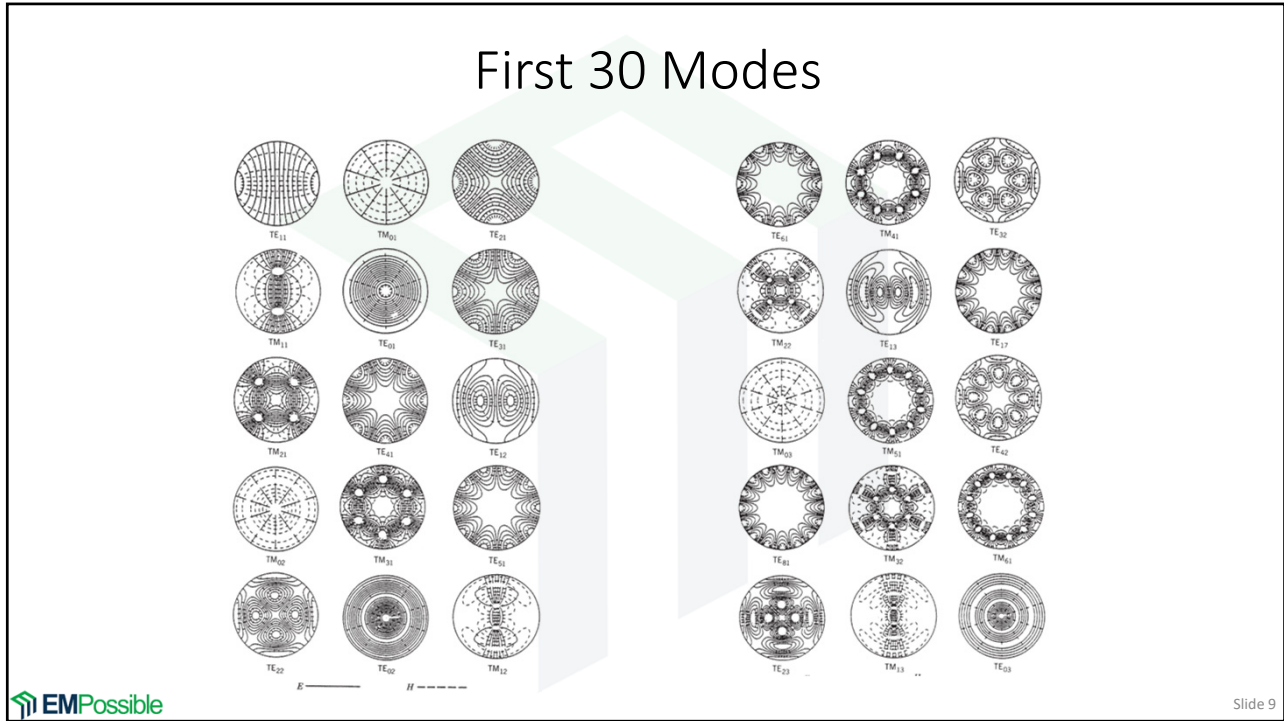 First 30 Modes
TE11 TM01 TE21
TM11 TE01 TE31
TM21 TE41 TE12
TM02 TM31 TE51
TE22 TE02 TM12
E H
TE61 TM41 TE32
TM22 TE13 TE17
TM03 TM51 TE42
TE81 TM32 TM61
TE23 TM13 TE03
EMPossible
Slide 9